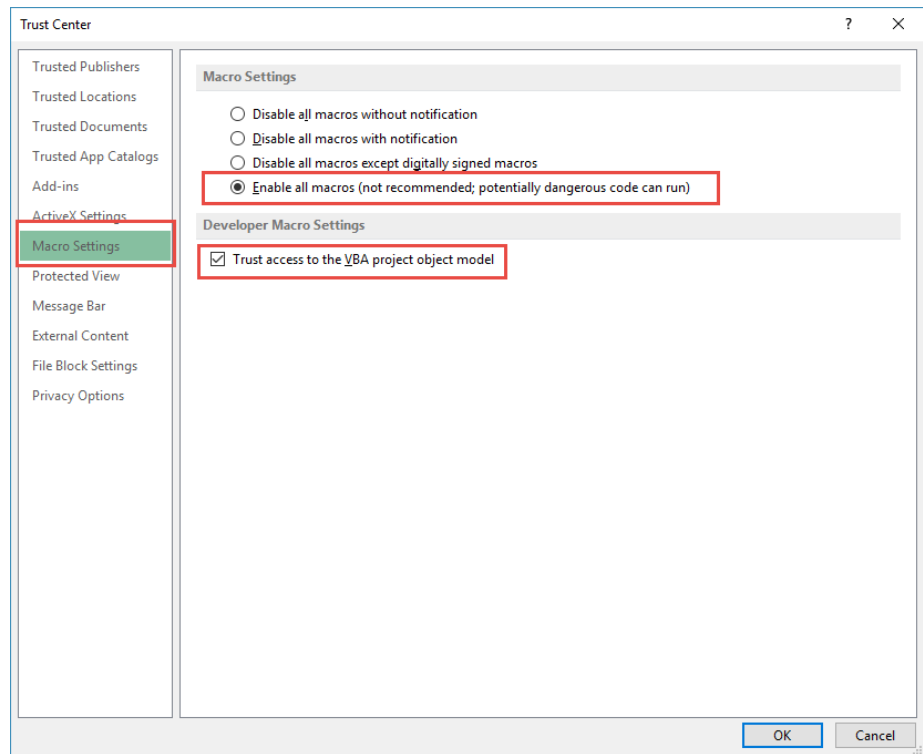 Trust Center
?
Trusted Publishers
Trusted Locations
Trusted Documents
Trusted App Catalogs
Add-ins
ActiveX Settings
Macro Settings
Protected View
Message Bar
External Content
File Block Settings
Privacy Options
Macro Settings
Disable all macros without notification
Disable all macros with notification
Disable all macros except digitally signed macros
Enable all macros (not recommended; potentially dangerous code can run)
Developer Macro Settings
Trust access to the VBA project object model
OK
Cancel